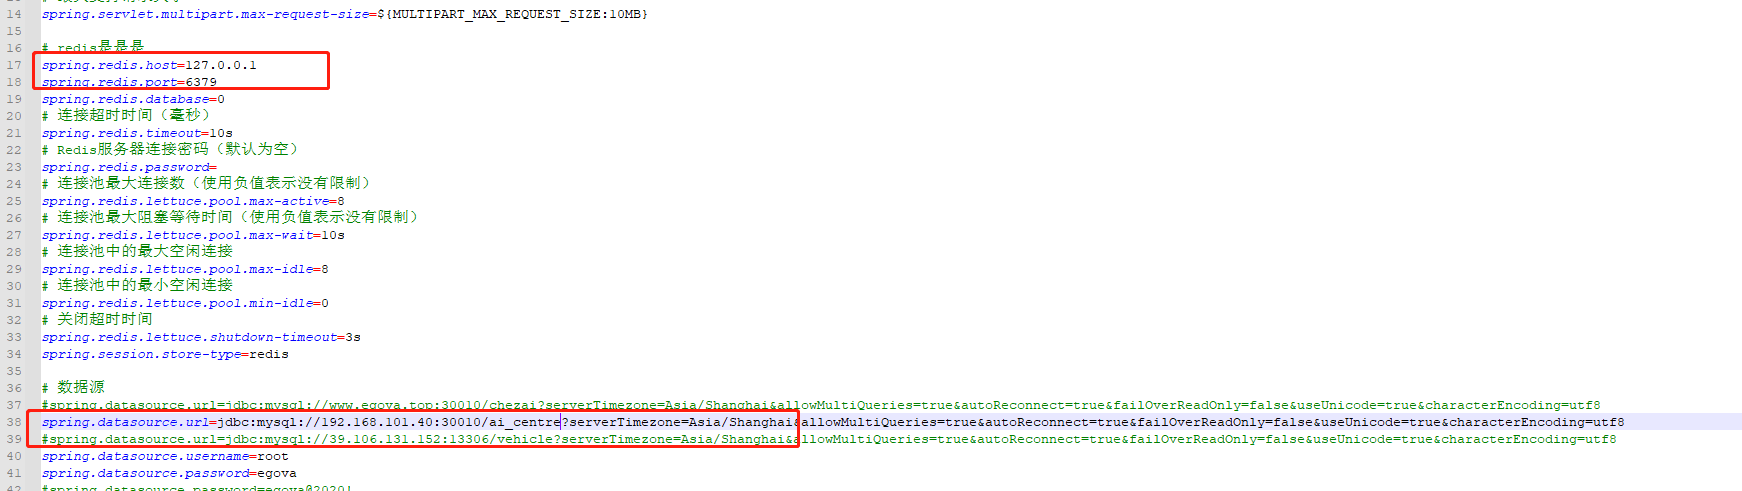 14 spring.servlet.multipart.max-request-size=${MULTIPART_MAX_REQUEST_SIZE:10MB}
15
16 # redis是是是
17 spring.redis.host=127.0.0.1
18 spring.redis.port=6379
19 spring.redis.database=0
20 # 连接超时时间（毫秒）
21 spring.redis.timeout=10s
22 # Redis服务器连接密码（默认为空）
23 spring.redis.password=
24 # 连接池最大连接数（使用负值表示没有限制）
25 spring.redis.lettuce.pool.max-active=8
26 # 连接池最大阻塞等待时间（使用负值表示没有限制）
27 spring.redis.lettuce.pool.max-wait=10s
28 # 连接池中的最大空闲连接
29 spring.redis.lettuce.pool.max-idle=8
30 # 连接池中的最小空闲连接
31 spring.redis.lettuce.pool.min-idle=0
32 # 关闭超时时间
33 spring.redis.lettuce.shutdown-timeout=3s
34 spring.session.store-type=redis
35
36 # 数据源
37 #spring.datasource.url=jdbc:mysql://www.egova.top:30010/chezai?serverTimezone=Asia/Shanghai&allowMultiQueries=true&autoReconnect=true&failOverReadOnly=false&useUnicode=true&characterEncoding=utf8
38 spring.datasource.url=jdbc:mysql://192.168.101.40:30010/ai_centre?serverTimezone=Asia/Shanghai&allowMultiQueries=true&autoReconnect=true&failOverReadOnly=false&useUnicode=true&characterEncoding=utf8
39 #spring.datasource.url=jdbc:mysql://39.106.131.152:13306/vehicle?serverTimezone=Asia/Shanghai&allowMultiQueries=true&autoReconnect=true&failOverReadOnly=false&useUnicode=true&characterEncoding=utf8
40 spring.datasource.username=root
41 spring.datasource.password=egova
42 #spring.datasource.password=egova@2020!